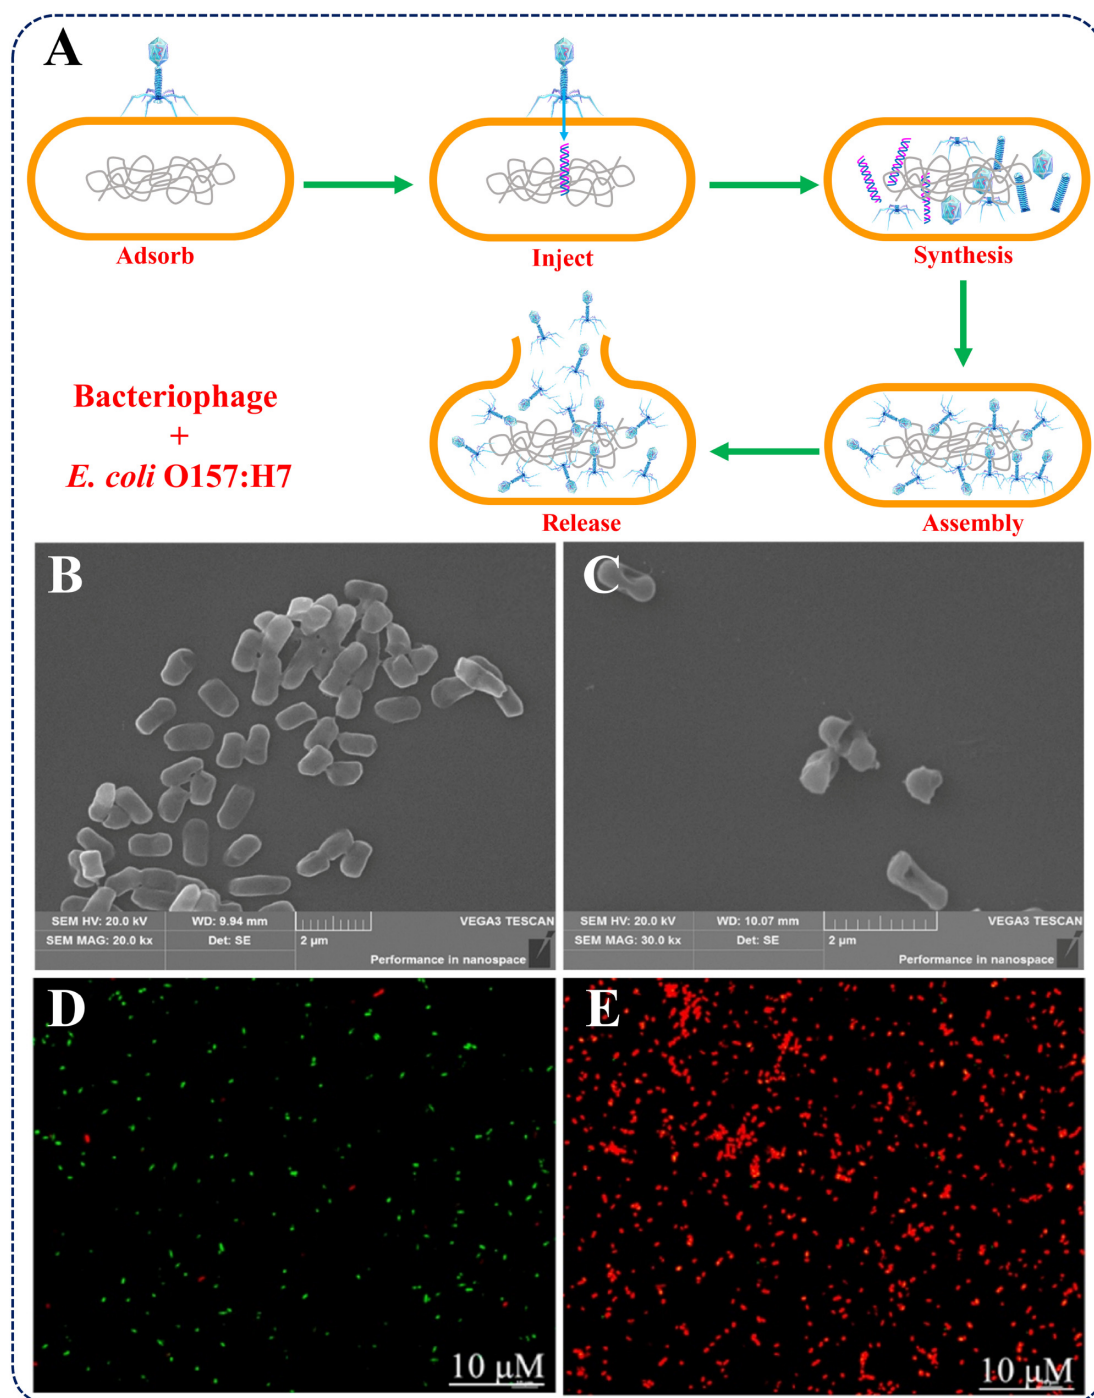 A
Adsorb
Inject
Synthesis
Bacteriophage
+
E. coli O157:H7
Release
Assembly
B
SEM HV: 20.0 kV
WD: 9.94 mm
VEGA3 TESCAN
SEM MAG: 20.0 kx
Det: SE
2 µm
Performance in nanospace
C
SEM HV: 20.0 kV
WD: 10.07 mm
VEGA3 TESCAN
SEM MAG: 30.0 kx
Det: SE
2 µm
Performance in nanospace
D
10 µM
E
10 µM